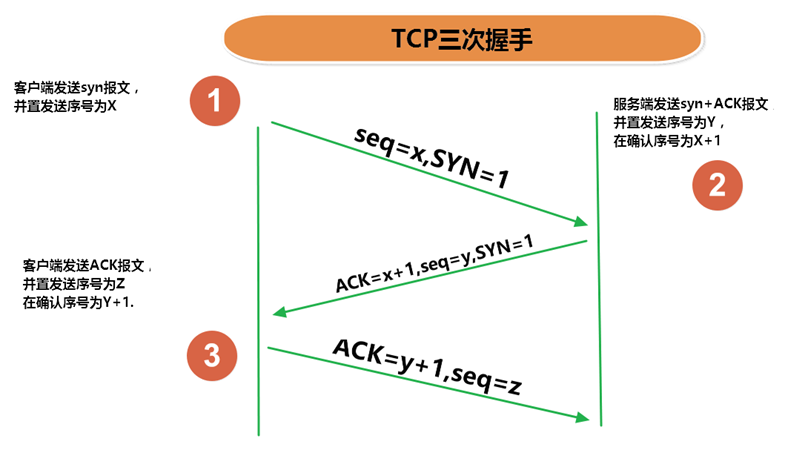 TCP三次握手
客户端发送syn报文，
并置发送序号为X
1
服务端发送syn+ACK报文，
并置发送序号为Y，
在确认序号为X+1
2
seq=x,SYN=1
ACK=x+1,seq=y,SYN=1
客户端发送ACK报文，
并置发送序号为Z
在确认序号为Y+1.
3
ACK=y+1,seq=z